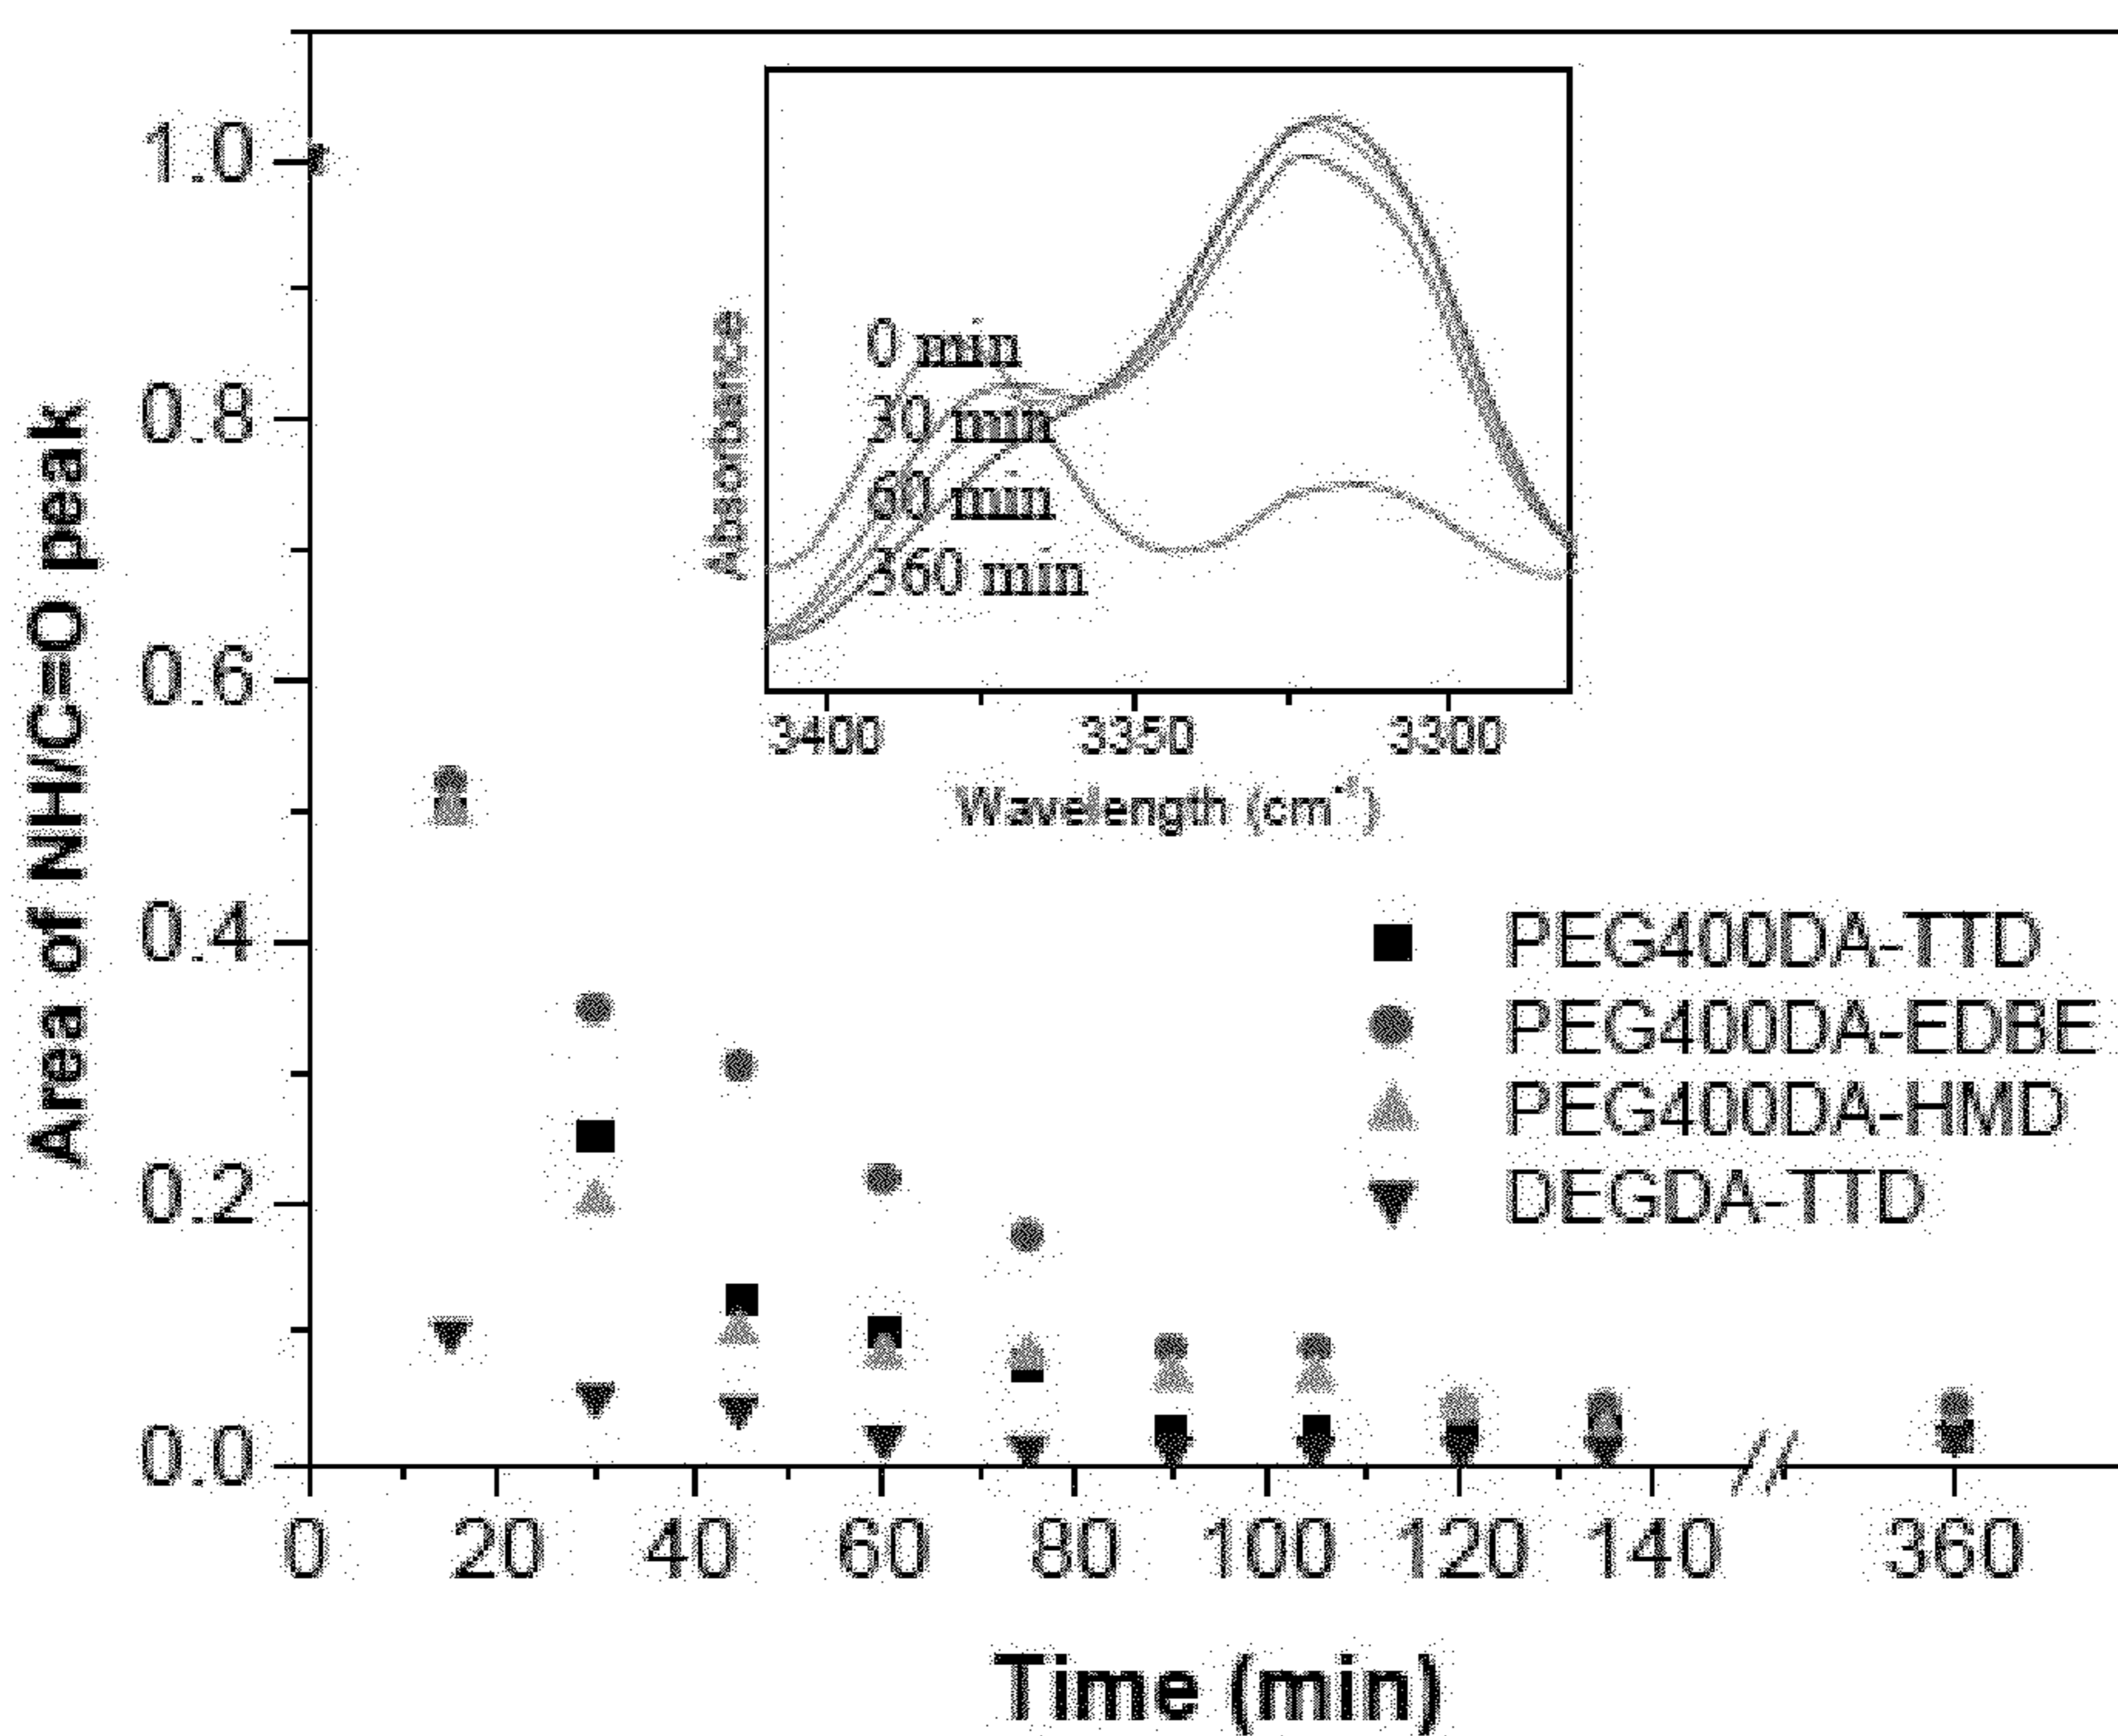 Area of NH/C=O peak
1.0
0.8
0.6
0.4
0.2
0.0
Absorbance
0 min
30 min
60 min
360 min
3400 3350 3300
Wavelength (cm⁻¹)
PEG400DA-TTD
PEG400DA-EDBE
PEG400DA-HMD
DEGDA-TTD
0 20 40 60 80 100 120 140 360
Time (min)